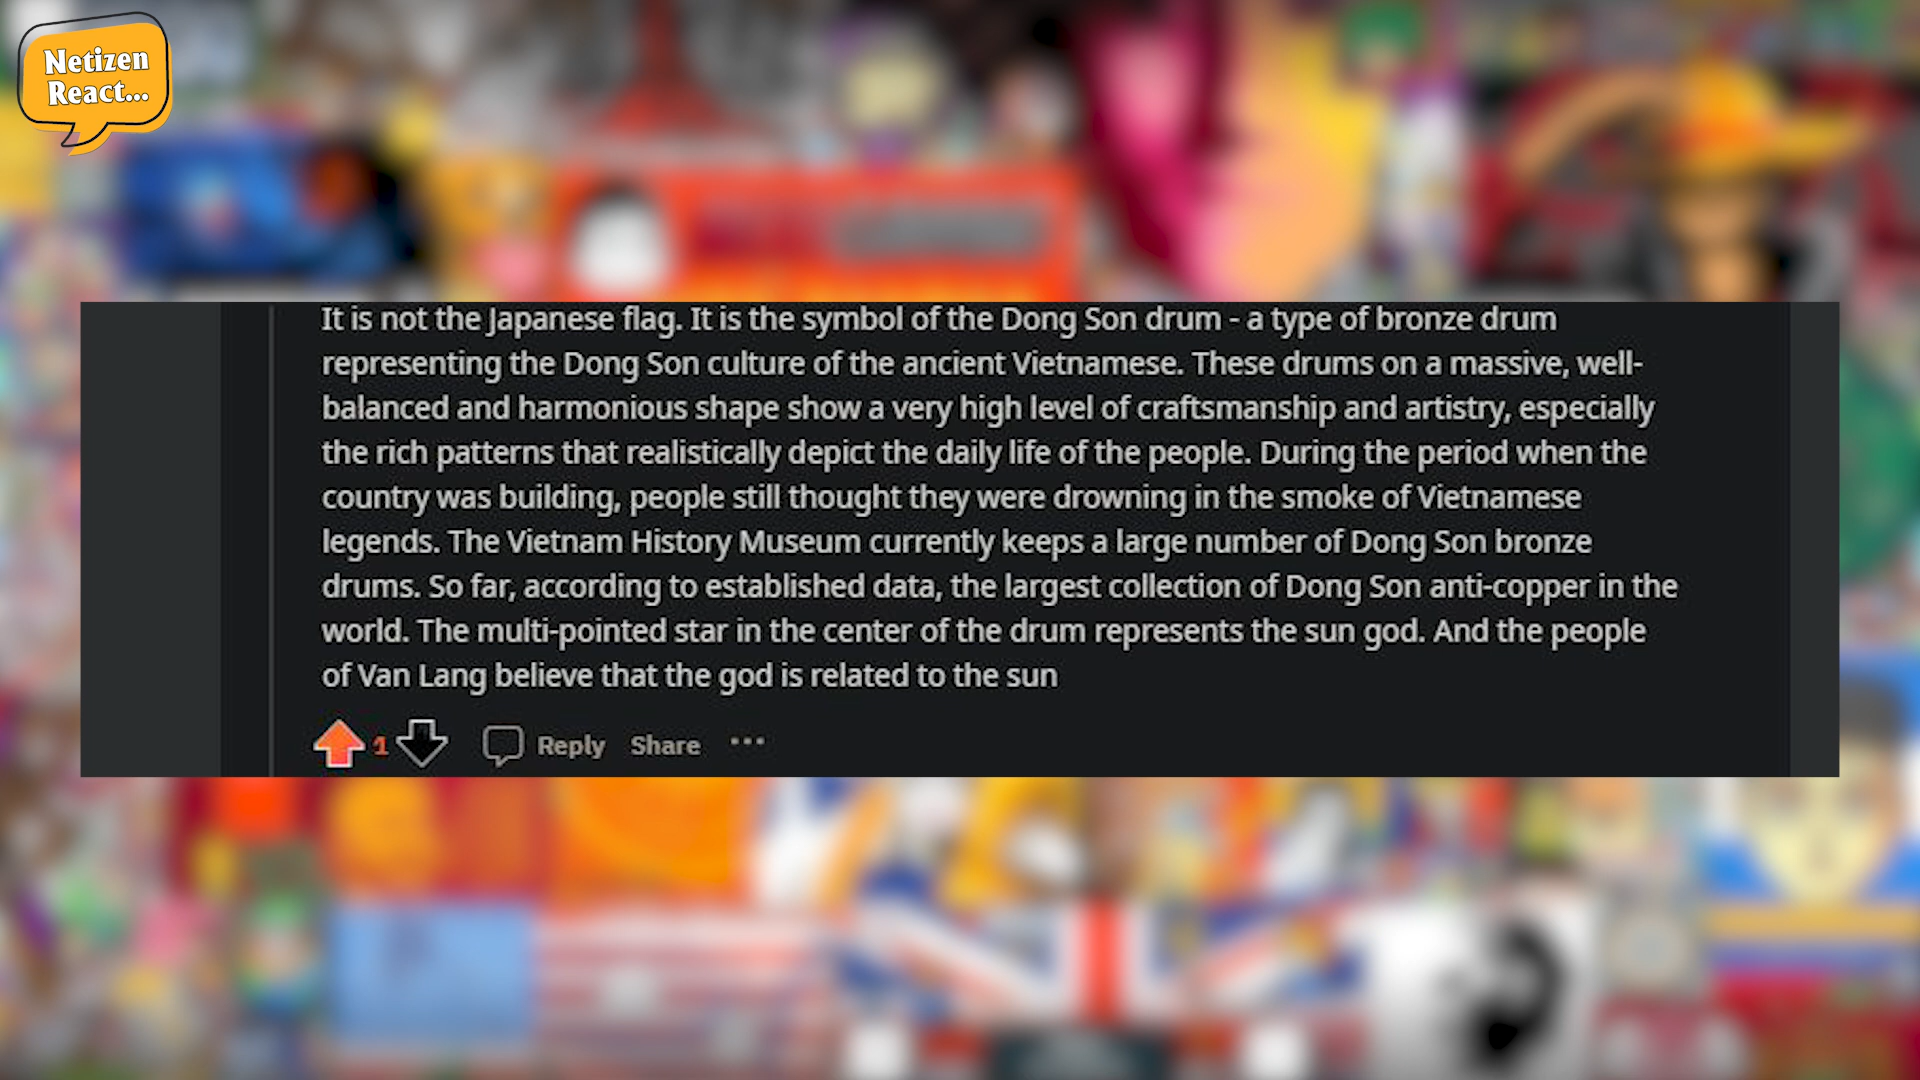 Netizen
React...
It is not the Japanese flag. It is the symbol of the Dong Son drum - a type of bronze drum
representing the Dong Son culture of the ancient Vietnamese. These drums on a massive, well-
balanced and harmonious shape show a very high level of craftsmanship and artistry, especially
the rich patterns that realistically depict the daily life of the people. During the period when the
country was building, people still thought they were drowning in the smoke of Vietnamese
legends. The Vietnam History Museum currently keeps a large number of Dong Son bronze
drums. So far, according to established data, the largest collection of Dong Son anti-copper in the
world. The multi-pointed star in the center of the drum represents the sun god. And the people
of Van Lang believe that the god is related to the sun
1 Reply Share ...